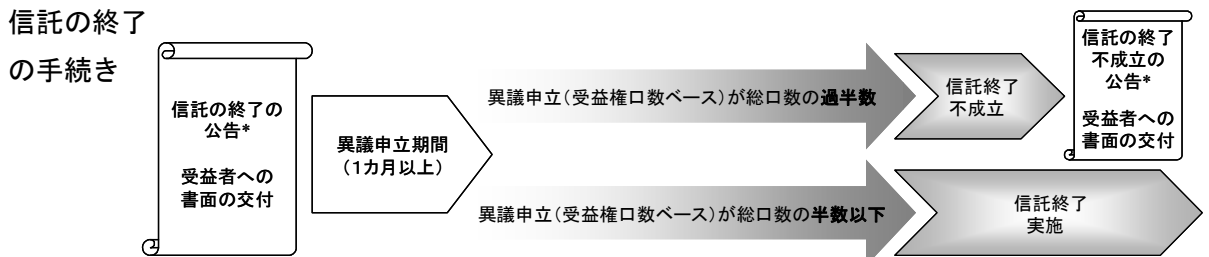 信託の終了
の手続き
信託の終了の
公告*
受益者への
書面の交付
異議申立期間
（1カ月以上）
異議申立（受益権口数ベース）が総口数の過半数
信託終了
不成立
信託の終了
不成立の
公告*
受益者への
書面の交付
異議申立（受益権口数ベース）が総口数の半数以下
信託終了
実施